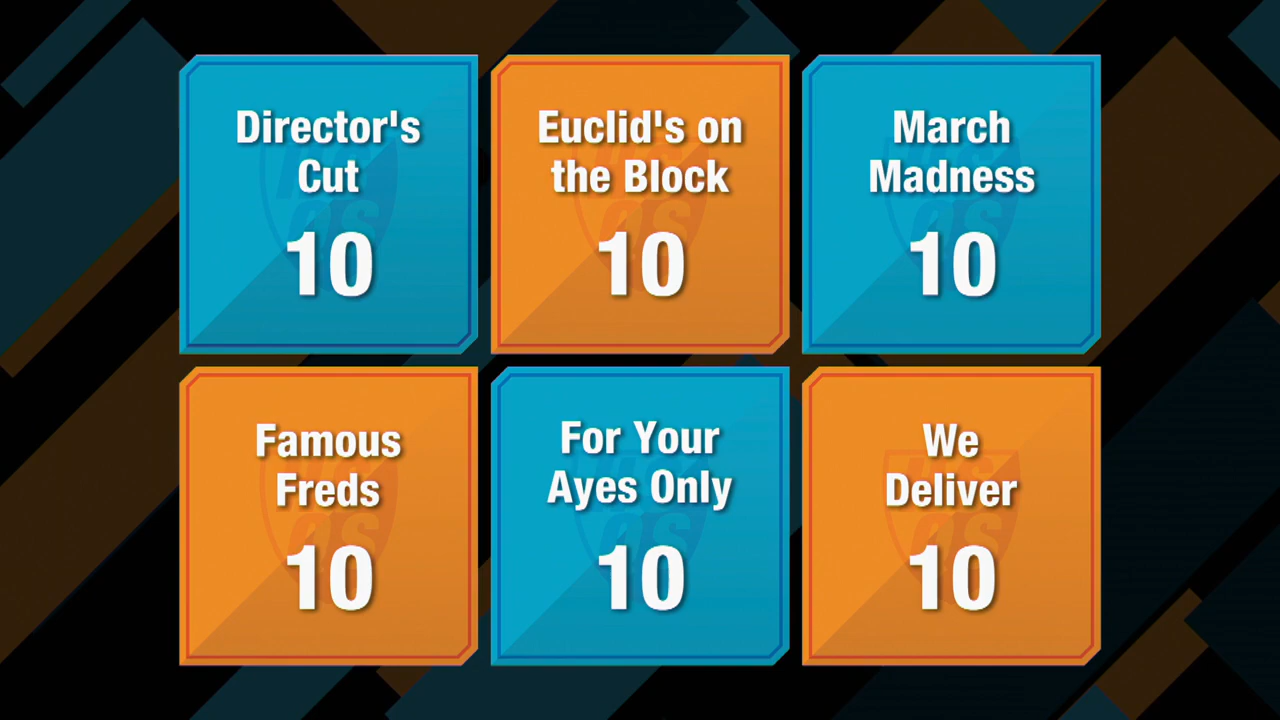 Director's
Cut
10
Euclid's on
the Block
10
March
Madness
10
Famous
Freds
10
For Your
Ayes Only
10
We
Deliver
10